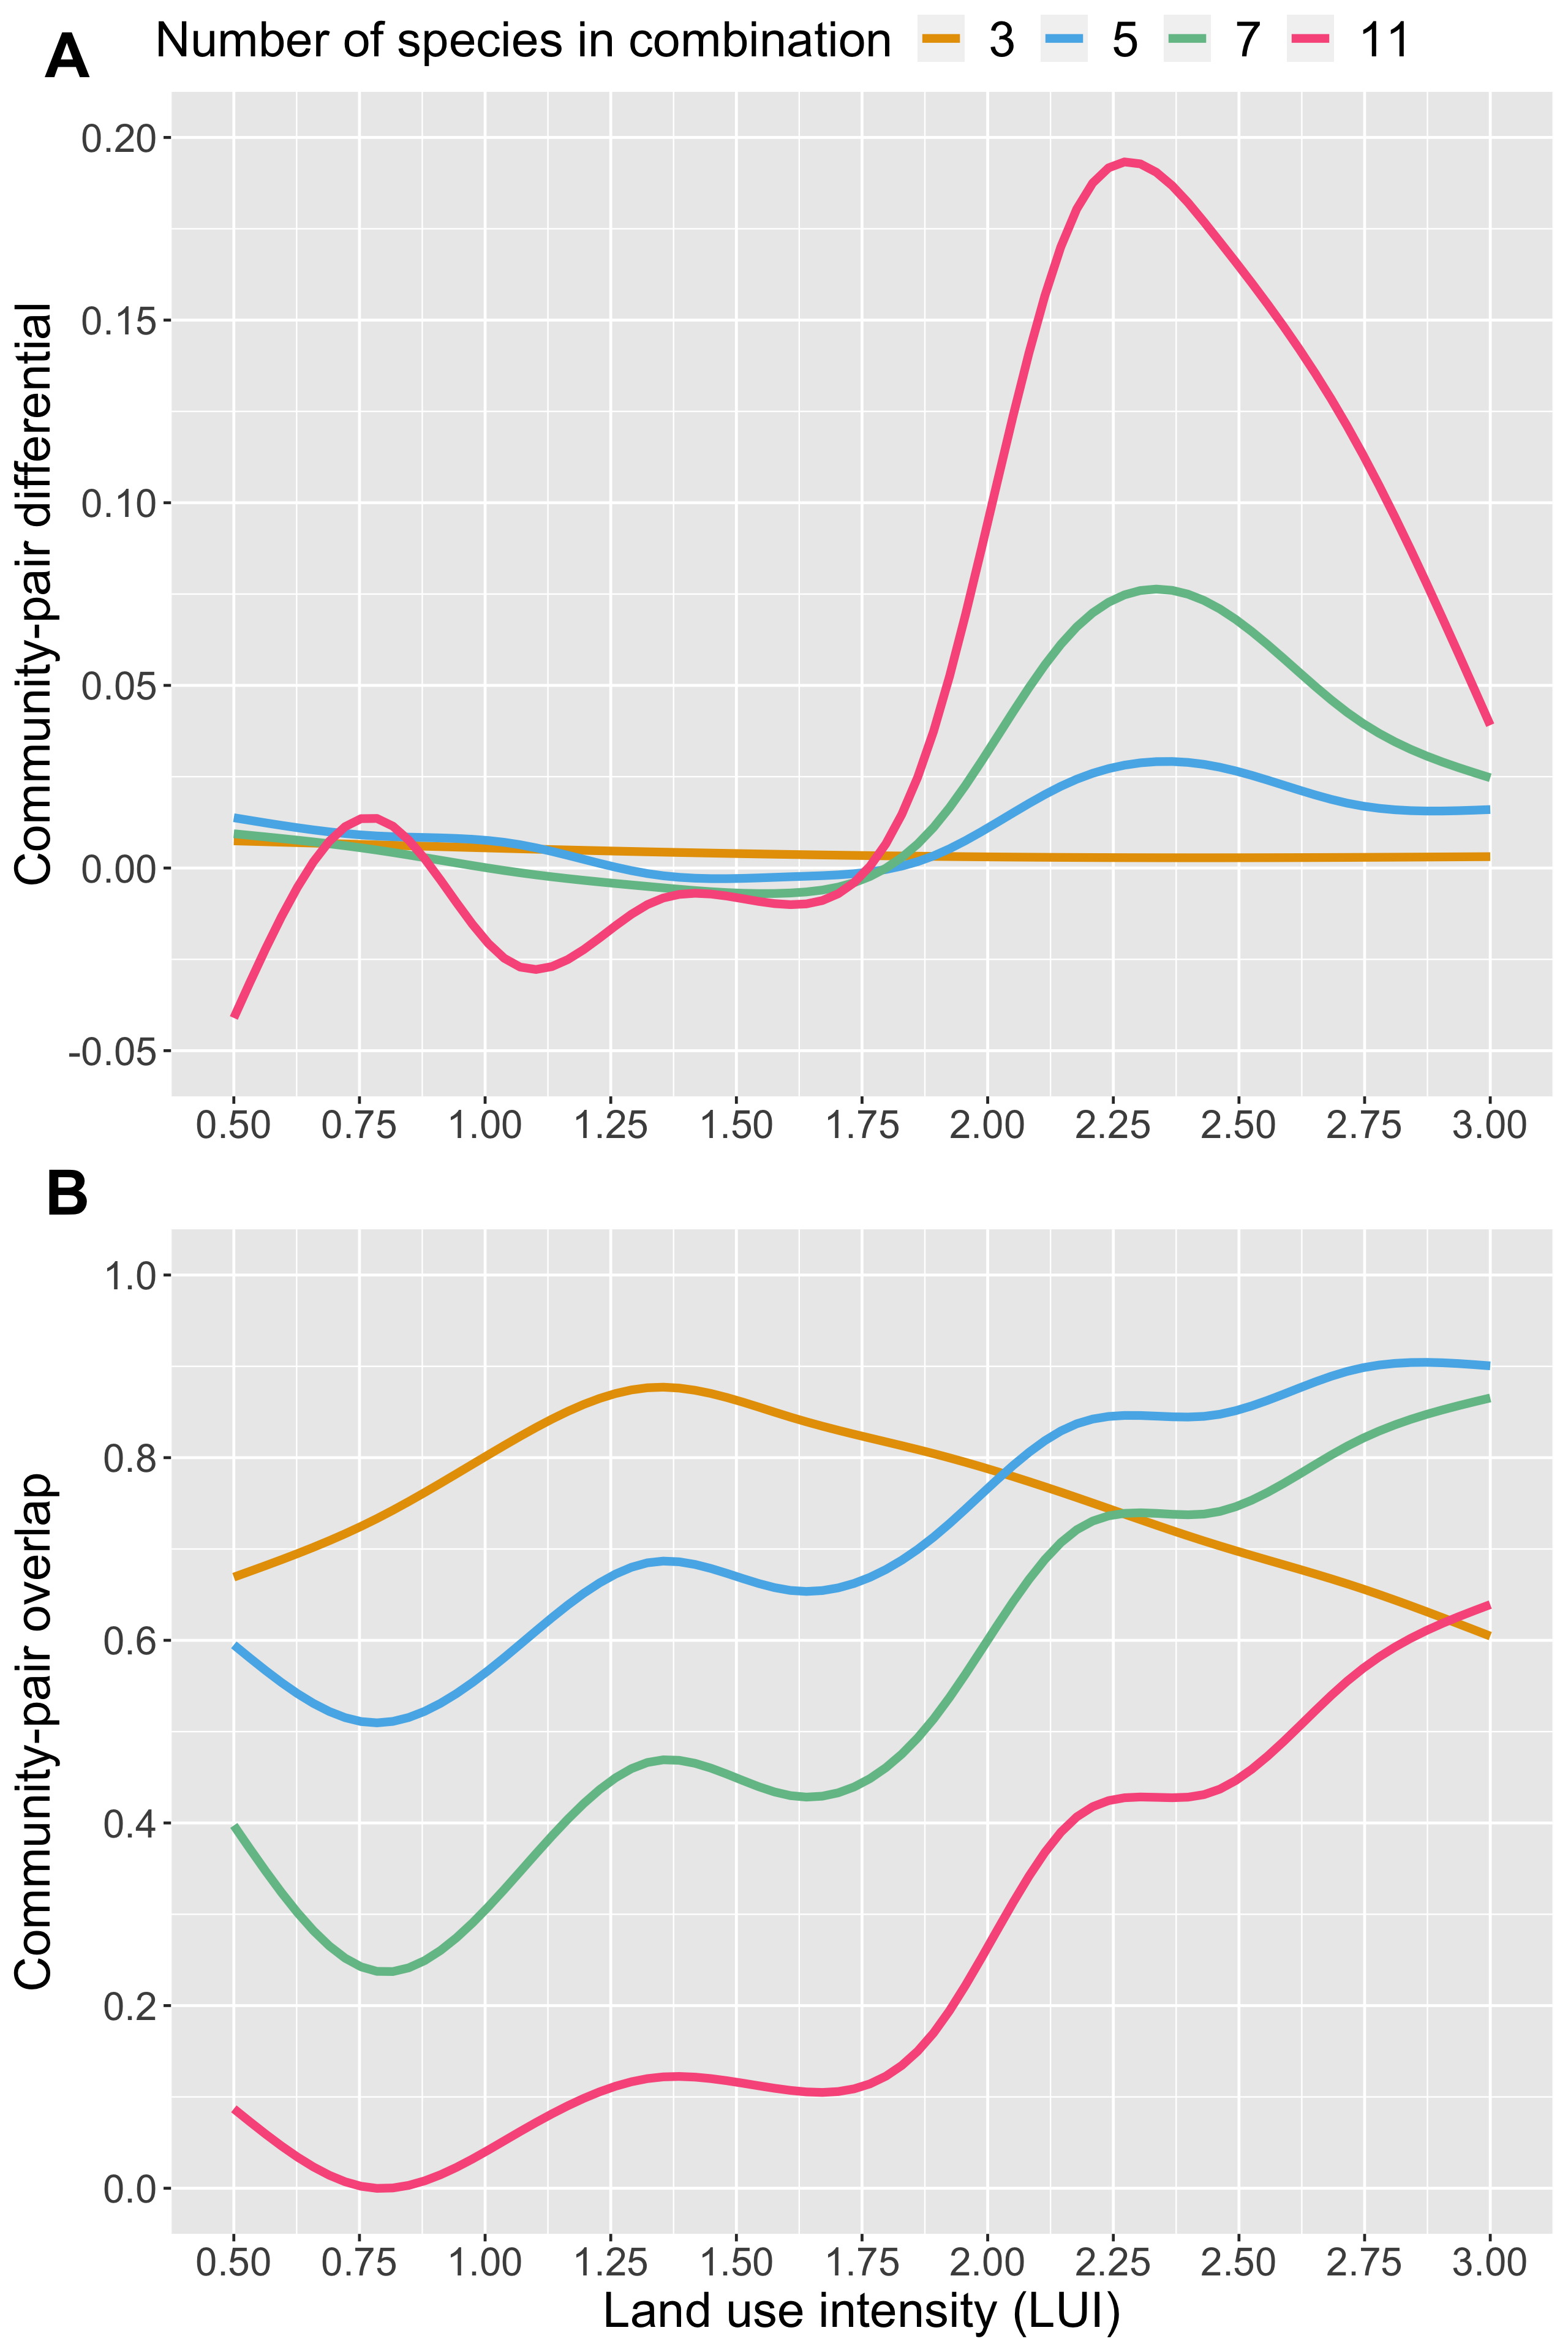 A
Number of species in combination 3 5 7 11
Community-pair differential
0.20
0.15
0.10
0.05
0.00
-0.05
0.50 0.75 1.00 1.25 1.50 1.75 2.00 2.25 2.50 2.75 3.00
B
Community-pair overlap
1.0
0.8
0.6
0.4
0.2
0.0
0.50 0.75 1.00 1.25 1.50 1.75 2.00 2.25 2.50 2.75 3.00
Land use intensity (LUI)